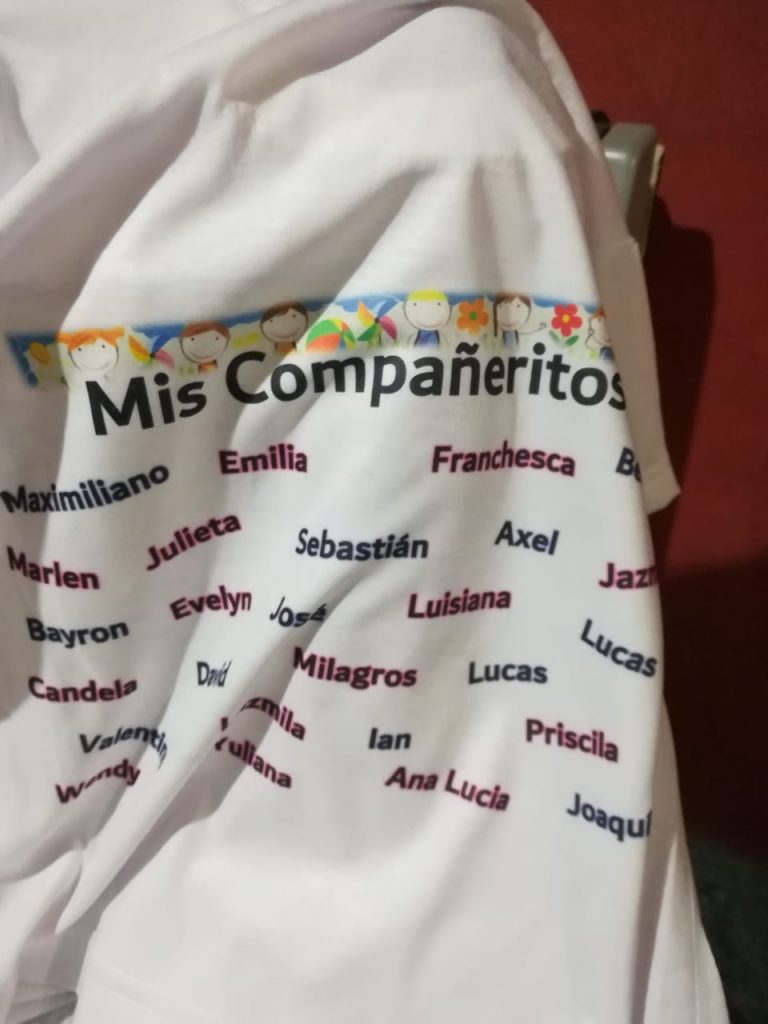 Mis Compañeritos
Maximiliano Emilia Franchesca
Marlen Julieta Sebastián Axel
Bayron Evelyn José Luisiana Lucas
Candela David Milagros Lucas
Valentin Ian Priscila
Wendy Ana Lucia